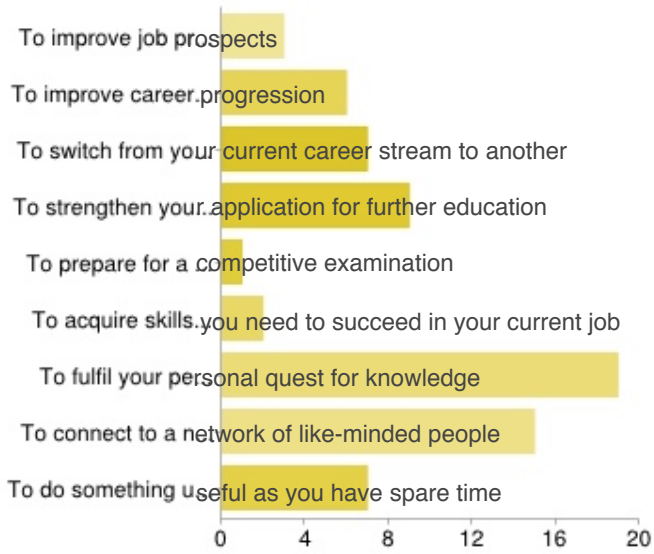 To improve job prospects
To improve career.progression
To switch from your current career stream to another
To strengthen your..application for further education
To prepare for a ...competitive examination
To acquire skills..you need to succeed in your current job
To fulfil your personal quest for knowledge
To connect to a network of like-minded people
To do something u..seful as you have spare time
0 4 8 12 16 20